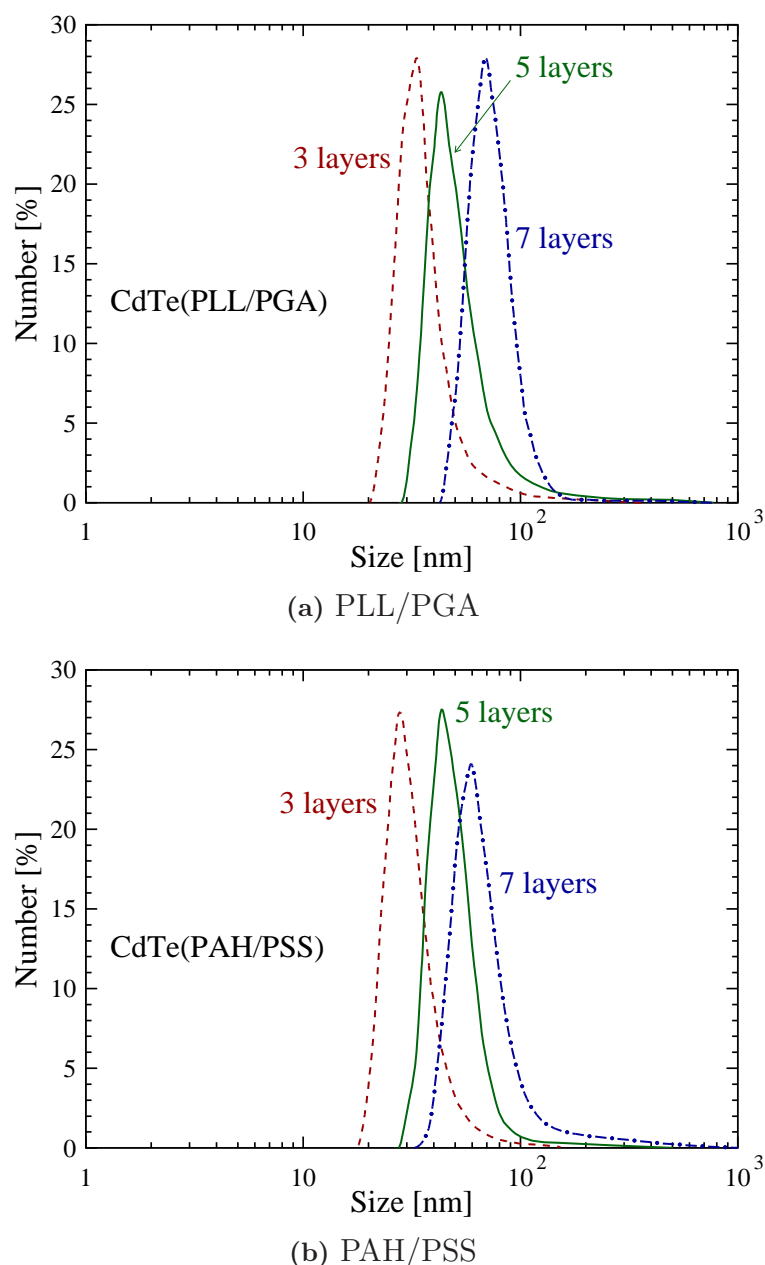 30
25
20
15
10
5
0
Number [%]
5 layers
3 layers
7 layers
CdTe(PLL/PGA)
1
10
10²
10³
Size [nm]
(a) PLL/PGA
30
25
20
15
10
5
0
Number [%]
5 layers
3 layers
7 layers
CdTe(PAH/PSS)
1
10
10²
10³
Size [nm]
(b) PAH/PSS